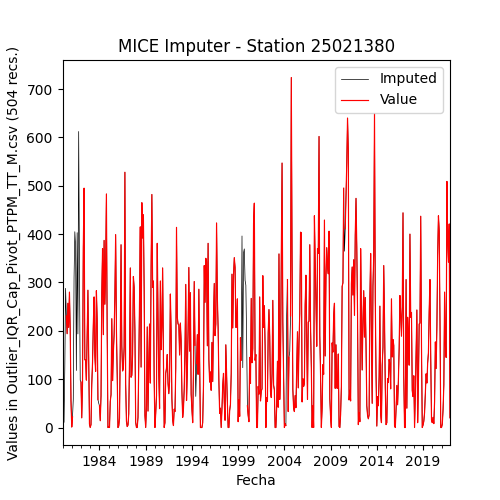 MICE Imputer - Station 25021380
Imputed
Value
Values in Outlier_IQR_Cap_Pivot_PTPM_TT_M.csv (504 recs.)
700
600
500
400
300
200
100
0
1984 1989 1994 1999 2004 2009 2014 2019
Fecha